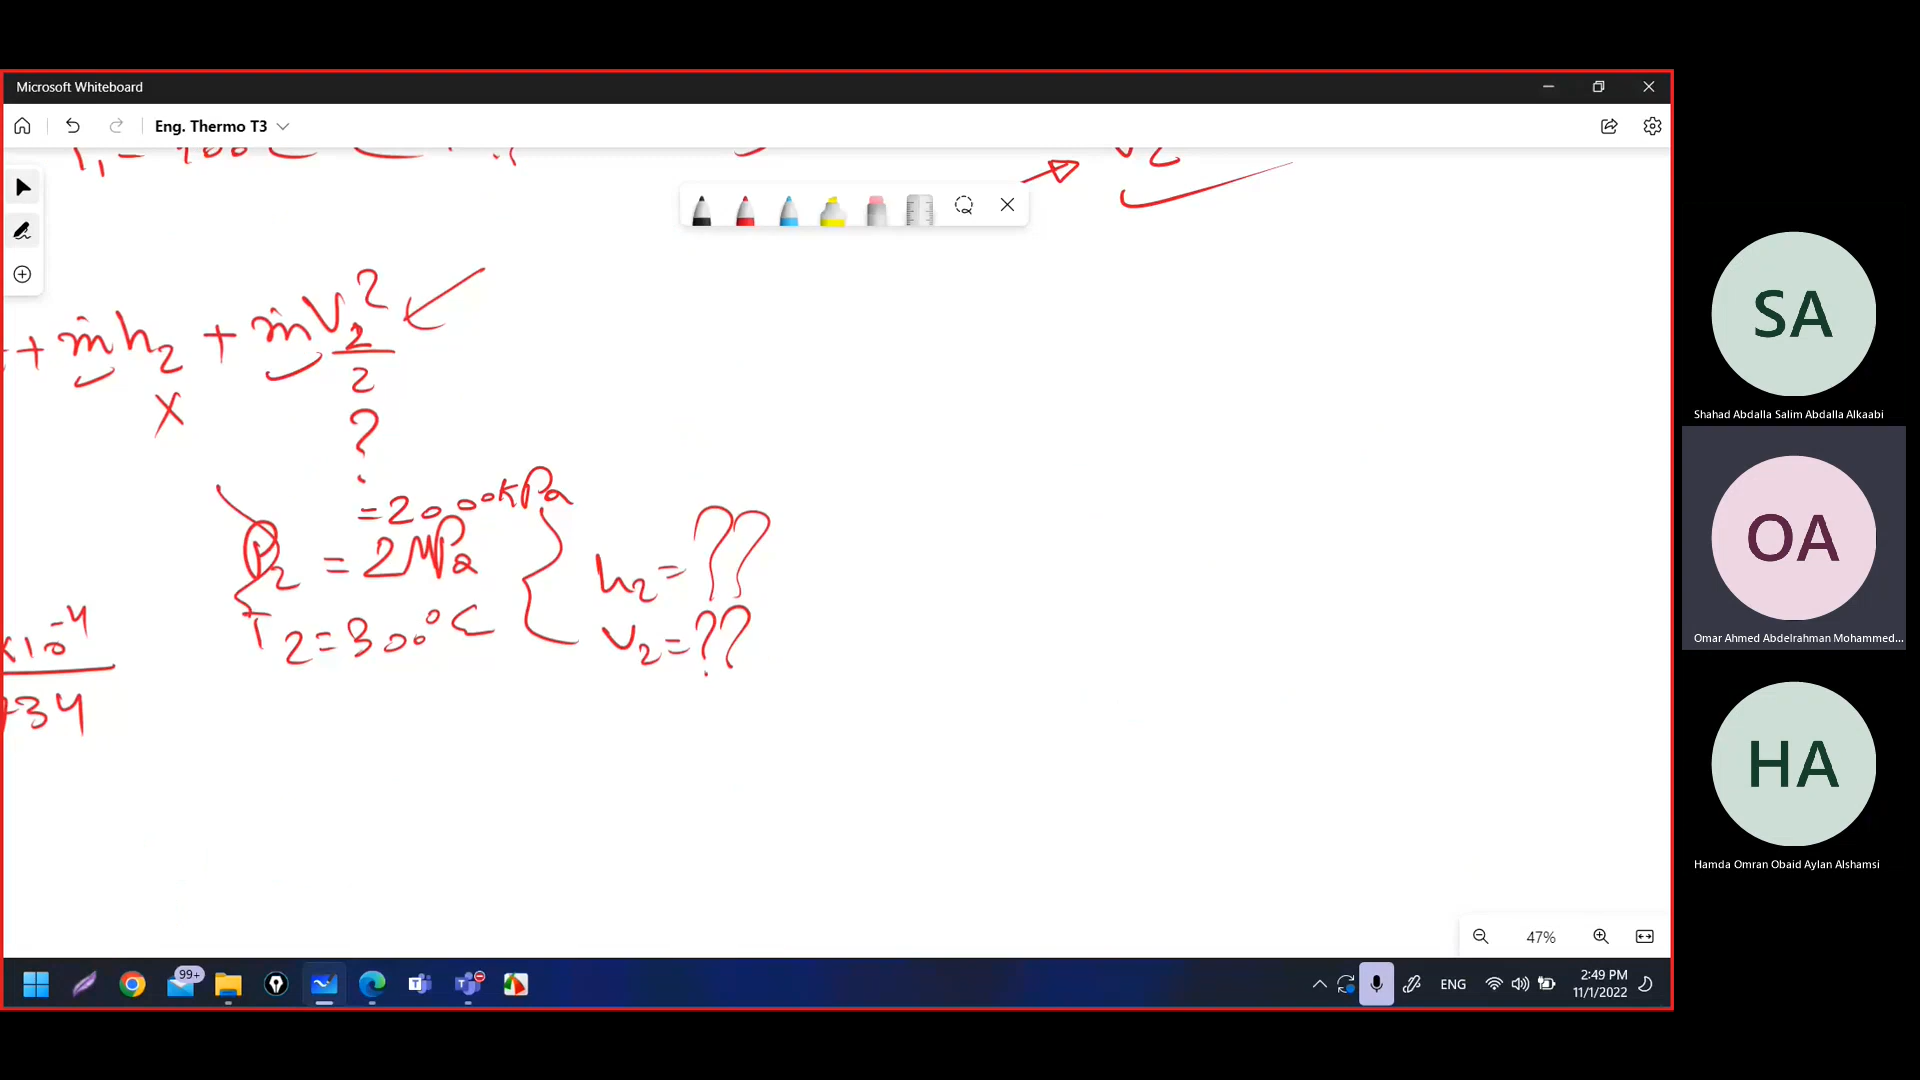 Microsoft Whiteboard
Eng. Thermo T3
V2
+ ṁh2 + ṁV2²
2
X
?
= 2000kPa
P2 = 2MPa
T2 = 300°C
h2 = ??
v2 = ??
x10⁻⁴
34
47%
99+
ENG
2:49 PM
11/1/2022
SA
Shahad Abdalla Salim Abdalla Alkaabi
OA
Omar Ahmed Abdelrahman Mohammed...
HA
Hamda Omran Obaid Aylan Alshamsi